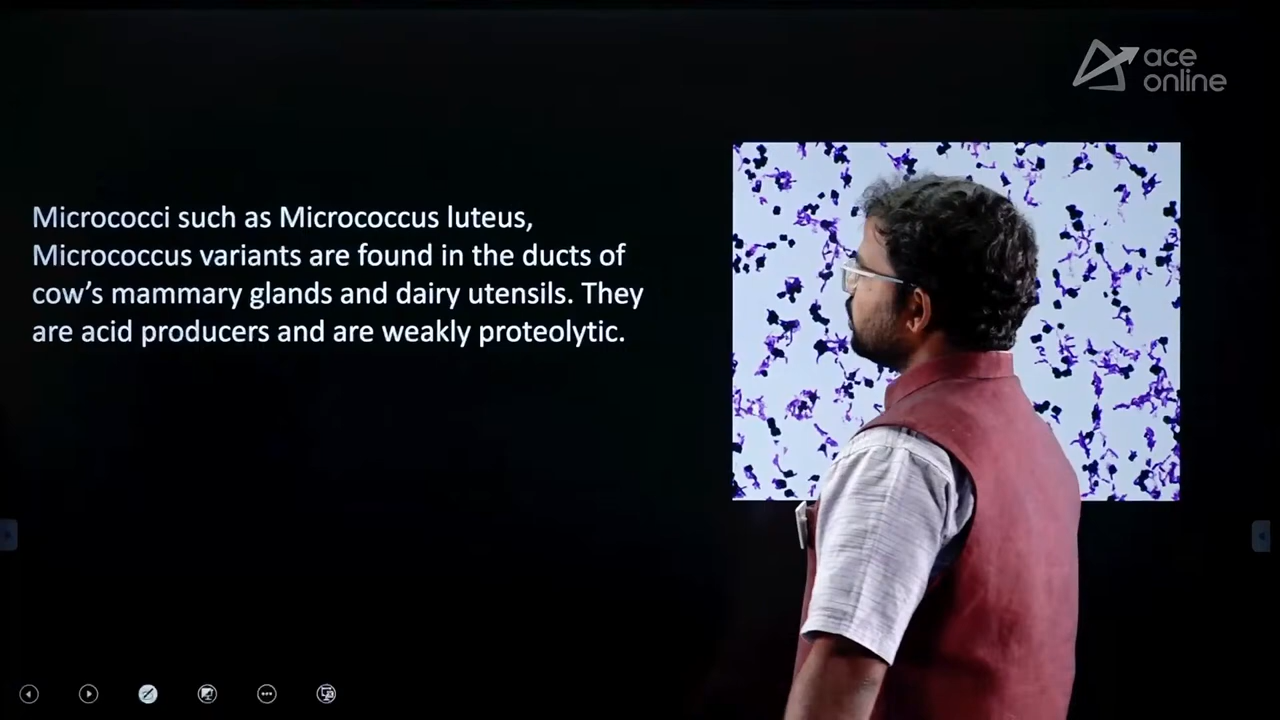 ace
online
Micrococci such as Micrococcus luteus,
Micrococcus variants are found in the ducts of
cow’s mammary glands and dairy utensils. They
are acid producers and are weakly proteolytic.